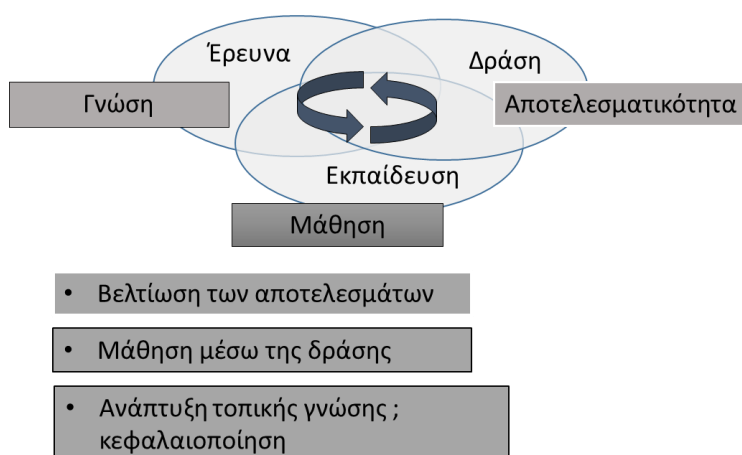 Έρευνα
Δράση
Γνώση
Αποτελεσματικότητα
Εκπαίδευση
Μάθηση
• Βελτίωση των αποτελεσμάτων
• Μάθηση μέσω της δράσης
• Ανάπτυξη τοπικής γνώσης ;
κεφαλαιοποίηση